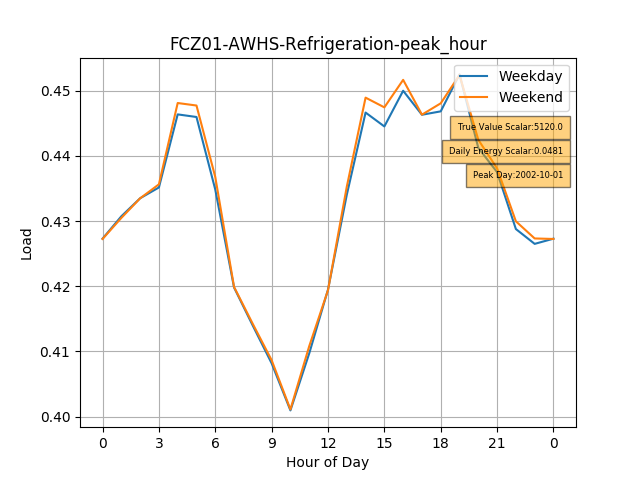 FCZ01-AWHS-Refrigeration-peak_hour
Weekday
Weekend
True Value Scalar:5120.0
Daily Energy Scalar:0.0481
Peak Day:2002-10-01
0.45
0.44
0.43
0.42
0.41
0.40
Load
0 3 6 9 12 15 18 21 0
Hour of Day